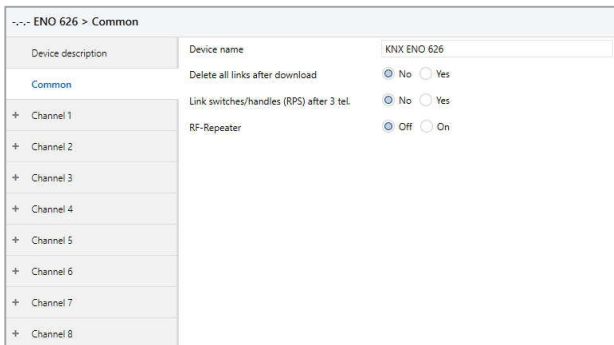 -.-.- ENO 626 > Common
Device description
Common
+ Channel 1
+ Channel 2
+ Channel 3
+ Channel 4
+ Channel 5
+ Channel 6
+ Channel 7
+ Channel 8
Device name KNX ENO 626
Delete all links after download No Yes
Link switches/handles (RPS) after 3 tel. No Yes
RF-Repeater Off On